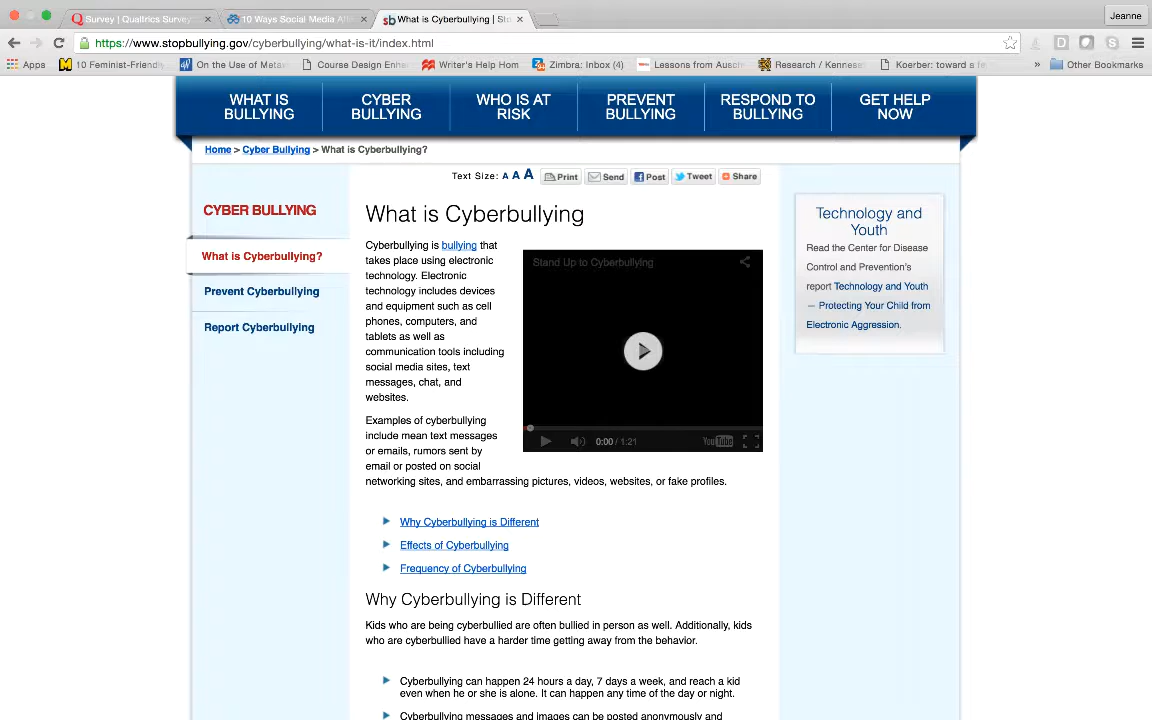 Survey | Qualtrics Survey
10 Ways Social Media
What is Cyberbullying | St
Jeanne
https://www.stopbullying.gov/cyberbullying/what-is-it/index.html
Apps
10 Feminist-Friendly
On the Use of
Course Design
Writer's Help Hom
Zimbra: Inbox (4)
Lessons from
Research / Kennes
Koerber: toward
»
Other Bookmarks
WHAT IS
BULLYING
CYBER
BULLYING
WHO IS AT
RISK
PREVENT
BULLYING
RESPOND TO
BULLYING
GET HELP
NOW
Home > Cyber Bullying > What is Cyberbullying?
Text Size: A A A Print Send Post Tweet Share
CYBER BULLYING
What is Cyberbullying?
Prevent Cyberbullying
Report Cyberbullying
What is Cyberbullying
Cyberbullying is bullying that
takes place using electronic
technology. Electronic
technology includes devices
and equipment such as cell
phones, computers, and
tablets as well as
communication tools including
social media sites, text
messages, chat, and
websites.
Stand Up to Cyberbullying
0:00 / 1:21
YouTube
Examples of cyberbullying
include mean text messages
or emails, rumors sent by
email or posted on social
networking sites, and embarrassing pictures, videos, websites, or fake profiles.
Why Cyberbullying is Different
Effects of Cyberbullying
Frequency of Cyberbullying
Why Cyberbullying is Different
Kids who are being cyberbullied are often bullied in person as well. Additionally, kids
who are cyberbullied have a harder time getting away from the behavior.
Cyberbullying can happen 24 hours a day, 7 days a week, and reach a kid
even when he or she is alone. It can happen any time of the day or night.
Cyberbullying messages and images can be posted anonymously and
Technology and
Youth
Read the Center for Disease
Control and Prevention's
report Technology and Youth
— Protecting Your Child from
Electronic Aggression.